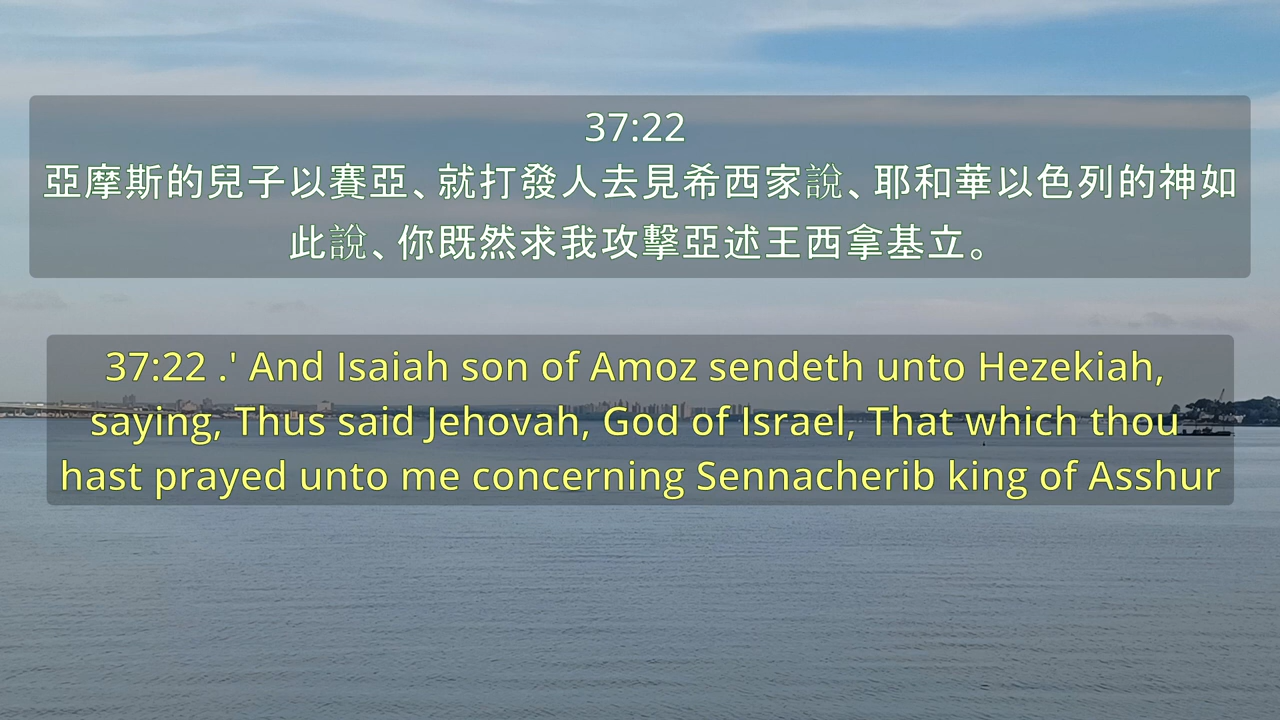 37:22
亞摩斯的兒子以賽亞、就打發人去見希西家說、耶和華以色列的神如
此說、你既然求我攻擊亞述王西拿基立。
37:22 .' And Isaiah son of Amoz sendeth unto Hezekiah,
saying, Thus said Jehovah, God of Israel, That which thou
hast prayed unto me concerning Sennacherib king of Asshur